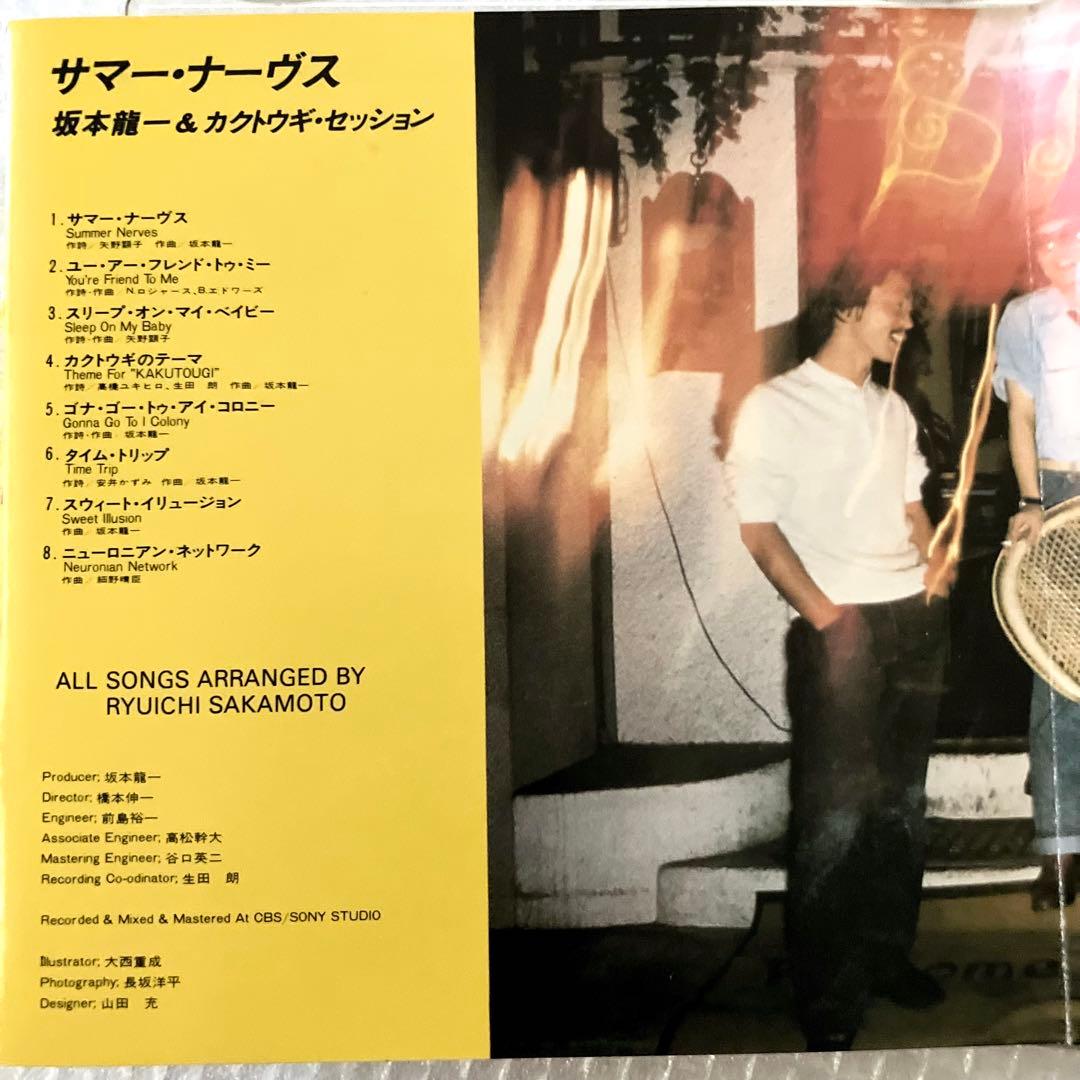 サマー・ナーヴス
坂本龍一 & カクトウギ・セッション
1. サマー・ナーヴス
Summer Nerves
作詩／矢野顕子 作曲／坂本龍一
2. ユー・アー・フレンド・トゥ・ミー
You're Friend To Me
作詩・作曲／N.ロジャース、B.エドワーズ
3. スリープ・オン・マイ・ベイビー
Sleep On My Baby
作詩・作曲／矢野顕子
4. カクトウギのテーマ
Theme For "KAKUTOUGI"
作詩／高橋ユキヒロ、生田 朗 作曲／坂本龍一
5. ゴナ・ゴー・トゥ・アイ・コロニー
Gonna Go To I Colony
作詩・作曲／坂本龍一
6. タイム・トリップ
Time Trip
作詩／安井かずみ 作曲／坂本龍一
7. スウィート・イリュージョン
Sweet Illusion
作曲／坂本龍一
8. ニューロニアン・ネットワーク
Neuronian Network
作曲／細野晴臣
ALL SONGS ARRANGED BY
RYUICHI SAKAMOTO
Producer; 坂本龍一
Director; 橋本伸一
Engineer; 前島裕一
Associate Engineer; 高松幹大
Mastering Engineer; 谷口英二
Recording Co-odinator; 生田 朗
Recorded & Mixed & Mastered At CBS/SONY STUDIO
Illustrator; 大西重成
Photography; 長坂洋平
Designer; 山田 充